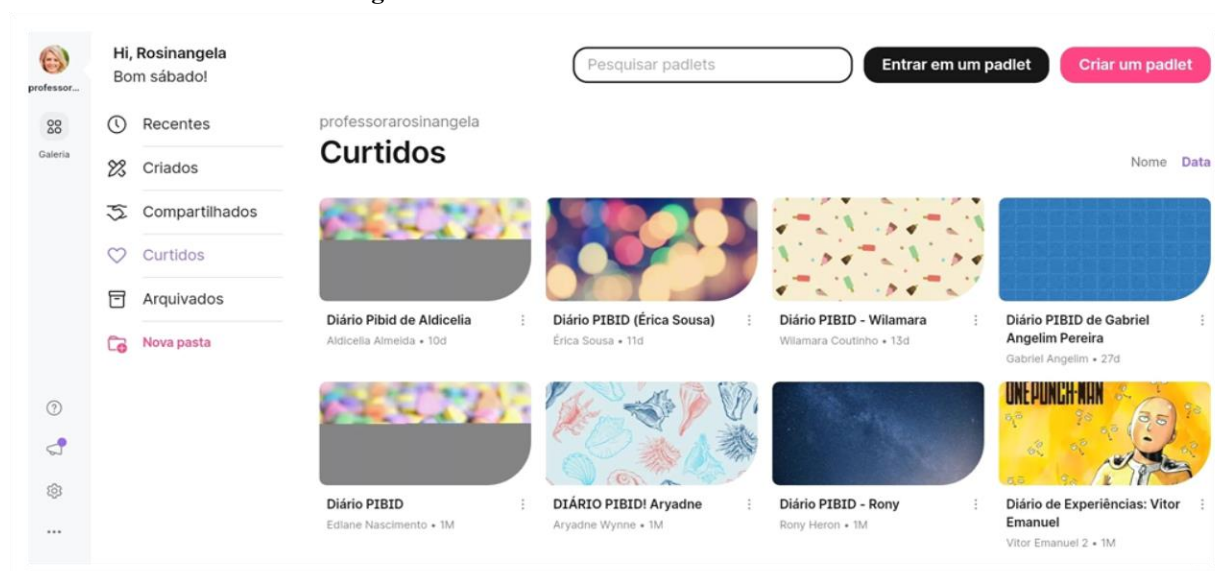 Hi, Rosinangela
Bom sábado!
Pesquisar padlets
Entrar em um padlet
Criar um padlet
professor...
Galeria
Recentes
Criados
Compartilhados
Curtidos
Arquivados
Nova pasta
professorarosinangela
Curtidos
Nome Data
Diário Pibid de Aldicelia
Aldicelia Almeida • 10d
Diário PIBID (Érica Sousa)
Érica Sousa • 11d
Diário PIBID - Wilamara
Wilamara Coutinho • 13d
Diário PIBID de Gabriel
Angelim Pereira
Gabriel Angelim • 27d
Diário PIBID
Ediane Nascimento • 1M
DIÁRIO PIBID! Aryadne
Aryadne Wynne • 1M
Diário PIBID - Rony
Rony Heron • 1M
ONEPUNCH-MAN
Diário de Experiências: Vitor
Emanuel
Vitor Emanuel 2 • 1M